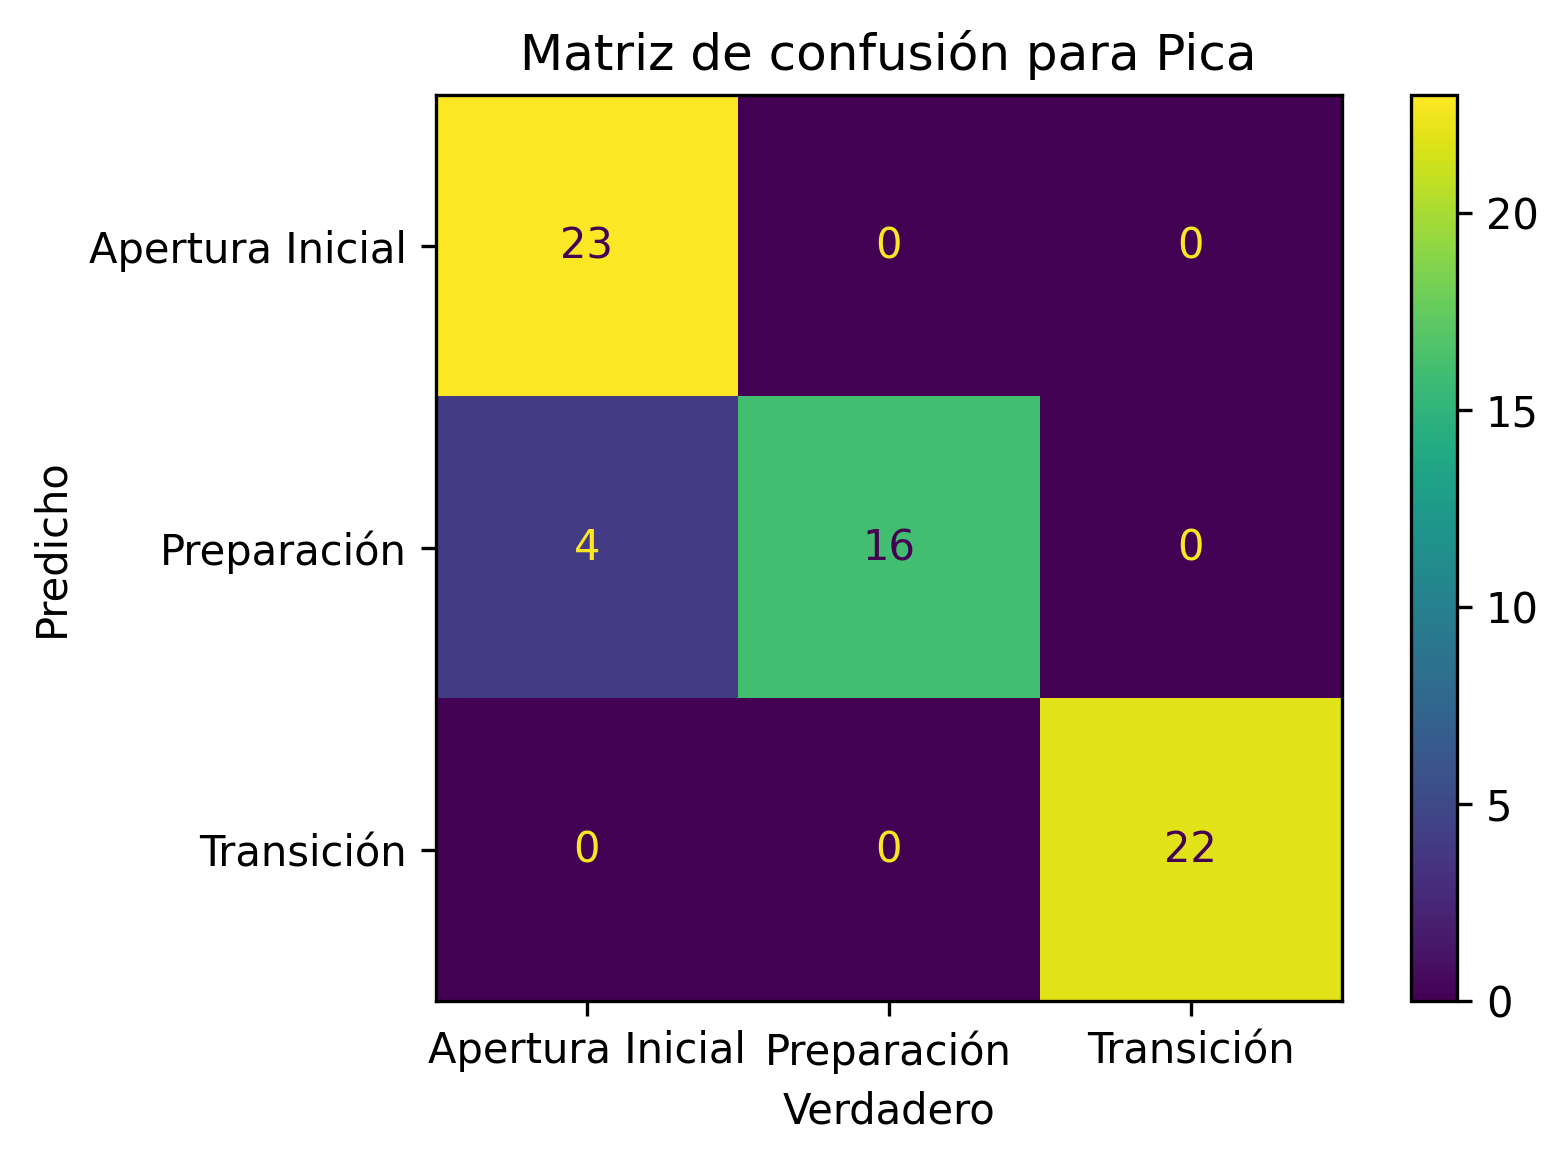 Matriz de confusión para Pica
Apertura Inicial
23 0 0
Preparación
4 16 0
Transición
0 0 22
Predicho
Apertura Inicial Preparación Transición
Verdadero
20
15
10
5
0